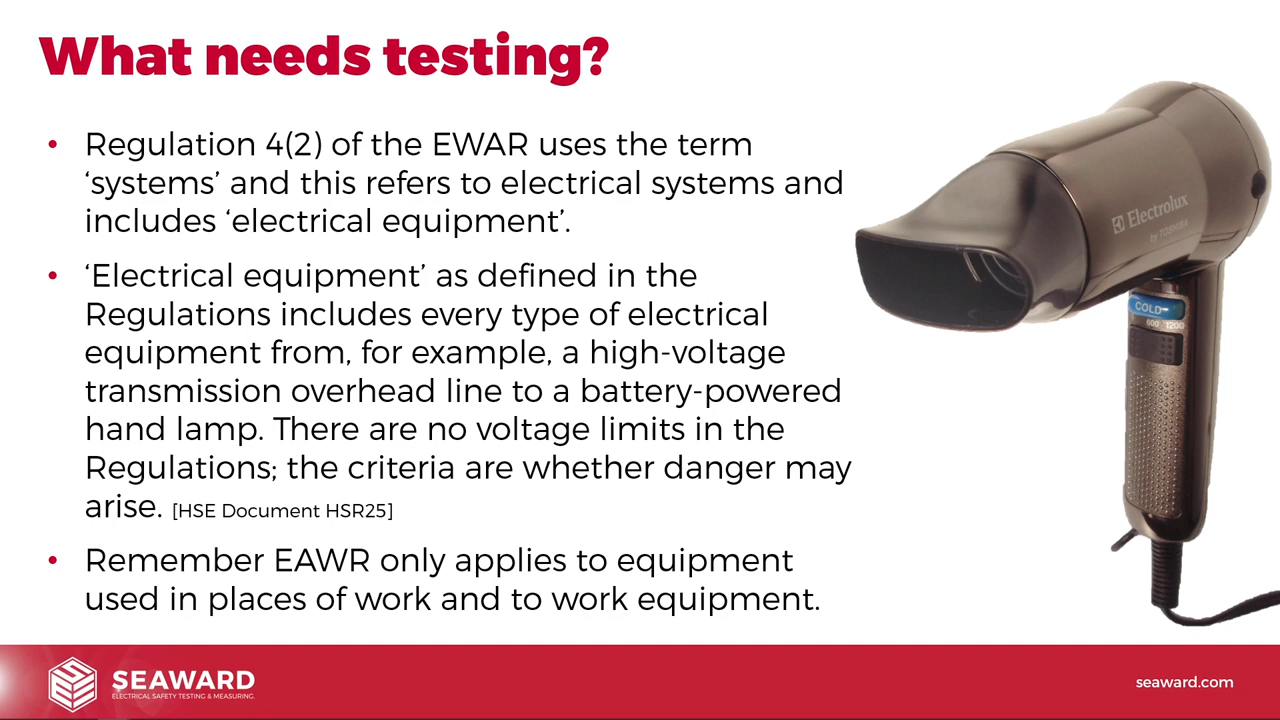 What needs testing?
• Regulation 4(2) of the EWAR uses the term
‘systems’ and this refers to electrical systems and
includes ‘electrical equipment’.
• ‘Electrical equipment’ as defined in the
Regulations includes every type of electrical
equipment from, for example, a high-voltage
transmission overhead line to a battery-powered
hand lamp. There are no voltage limits in the
Regulations; the criteria are whether danger may
arise. [HSE Document HSR25]
• Remember EAWR only applies to equipment
used in places of work and to work equipment.
Electrolux
by TOSHIBA
COLD
600 1200
SEAWARD
ELECTRICAL SAFETY TESTING & MEASURING.
seaward.com